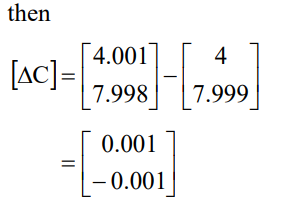 then
[ΔC] = [4.001 7.998] − [4 7.999]
= [0.001 −0.001]